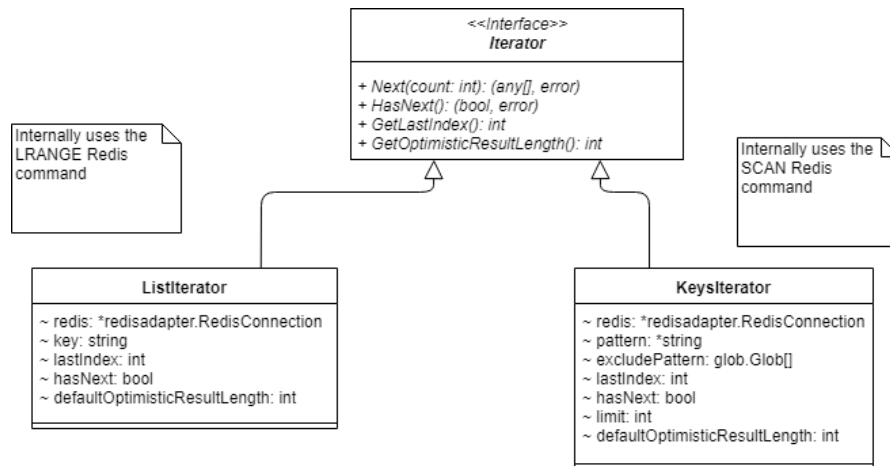 <<Interface>>
Iterator
+ Next(count: int): (any[], error)
+ HasNext(): (bool, error)
+ GetLastIndex(): int
+ GetOptimisticResultLength(): int
Internally uses the
LRANGE Redis
command
Internally uses the
SCAN Redis
command
ListIterator
~ redis: *redisadapter.RedisConnection
~ key: string
~ lastIndex: int
~ hasNext: bool
~ defaultOptimisticResultLength: int
KeysIterator
~ redis: *redisadapter.RedisConnection
~ pattern: *string
~ excludePattern: glob.Glob[]
~ lastIndex: int
~ hasNext: bool
~ limit: int
~ defaultOptimisticResultLength: int